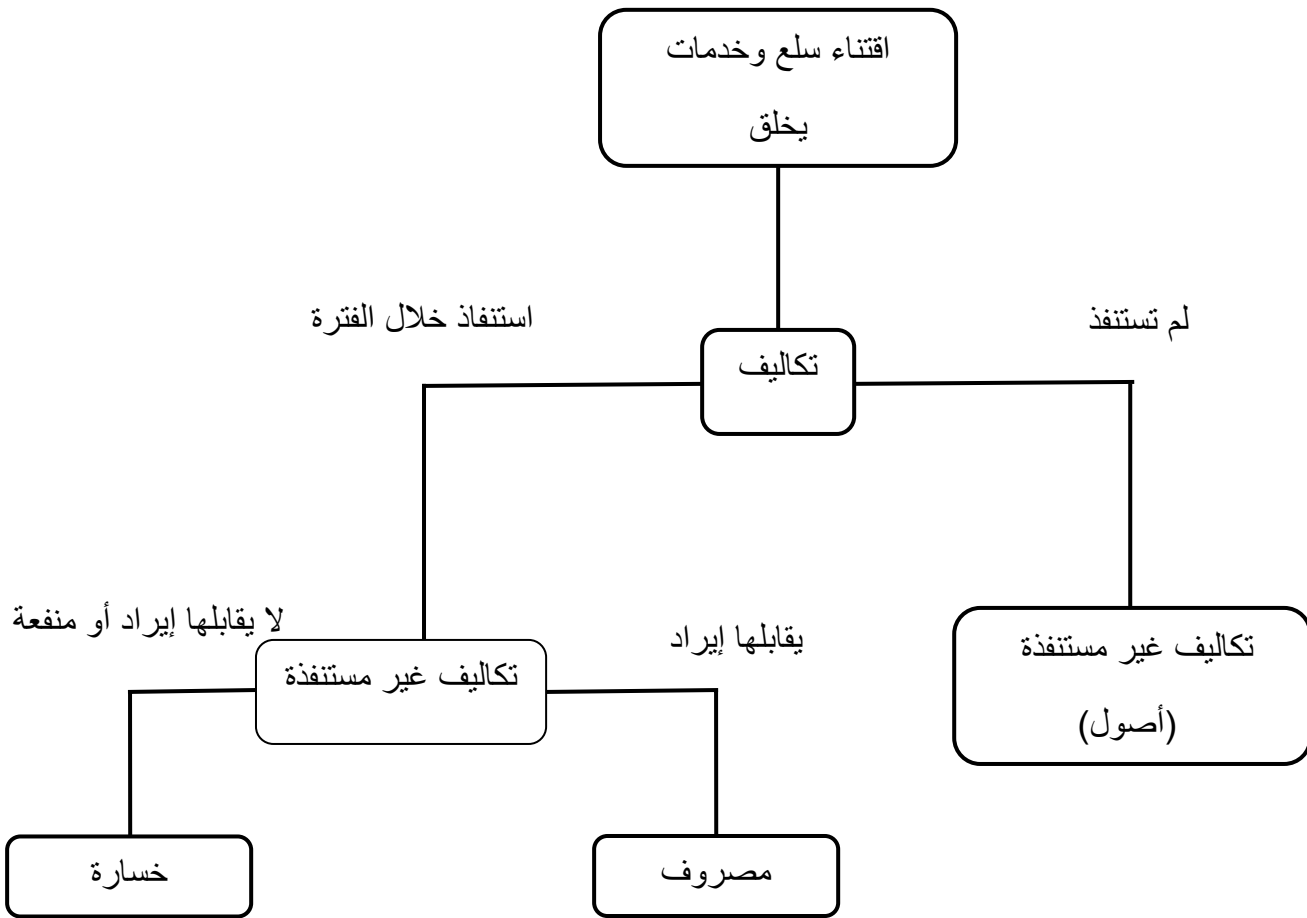 اقتناء سلع وخدمات
يخلق
لم تستنفذ
استنفاذ خلال الفترة
تكاليف
لا يقابلها إيراد أو منفعة
يقابلها إيراد
تكاليف غير مستنفذة
(أصول)
تكاليف غير مستنفذة
مصروف
خسارة